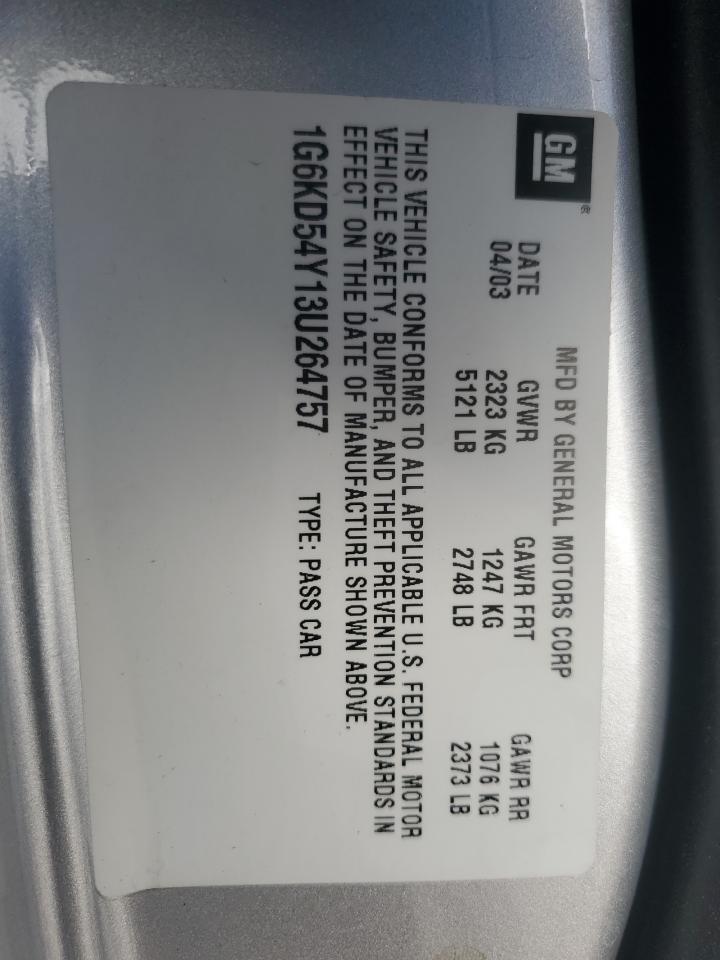 GM®
MFD BY GENERAL MOTORS CORP
DATE GVWR GAWR FRT GAWR RR
04/03 2323 KG 1247 KG 1076 KG
5121 LB 2748 LB 2373 LB
THIS VEHICLE CONFORMS TO ALL APPLICABLE U.S. FEDERAL MOTOR
VEHICLE SAFETY, BUMPER, AND THEFT PREVENTION STANDARDS IN
EFFECT ON THE DATE OF MANUFACTURE SHOWN ABOVE.
1G6KD54Y13U264757 TYPE: PASS CAR